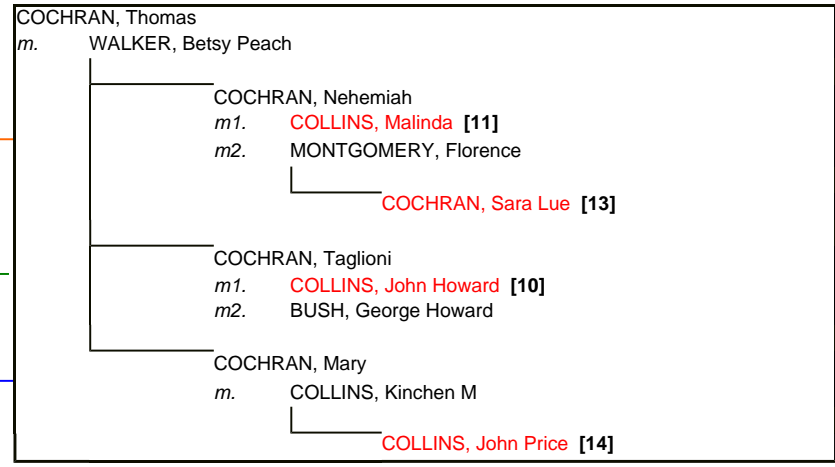 COCHRAN, Thomas
m. WALKER, Betsy Peach
COCHRAN, Nehemiah
m1. COLLINS, Malinda [11]
m2. MONTGOMERY, Florence
COCHRAN, Sara Lue [13]
COCHRAN, Taglioni
m1. COLLINS, John Howard [10]
m2. BUSH, George Howard
COCHRAN, Mary
m. COLLINS, Kinchen M
COLLINS, John Price [14]